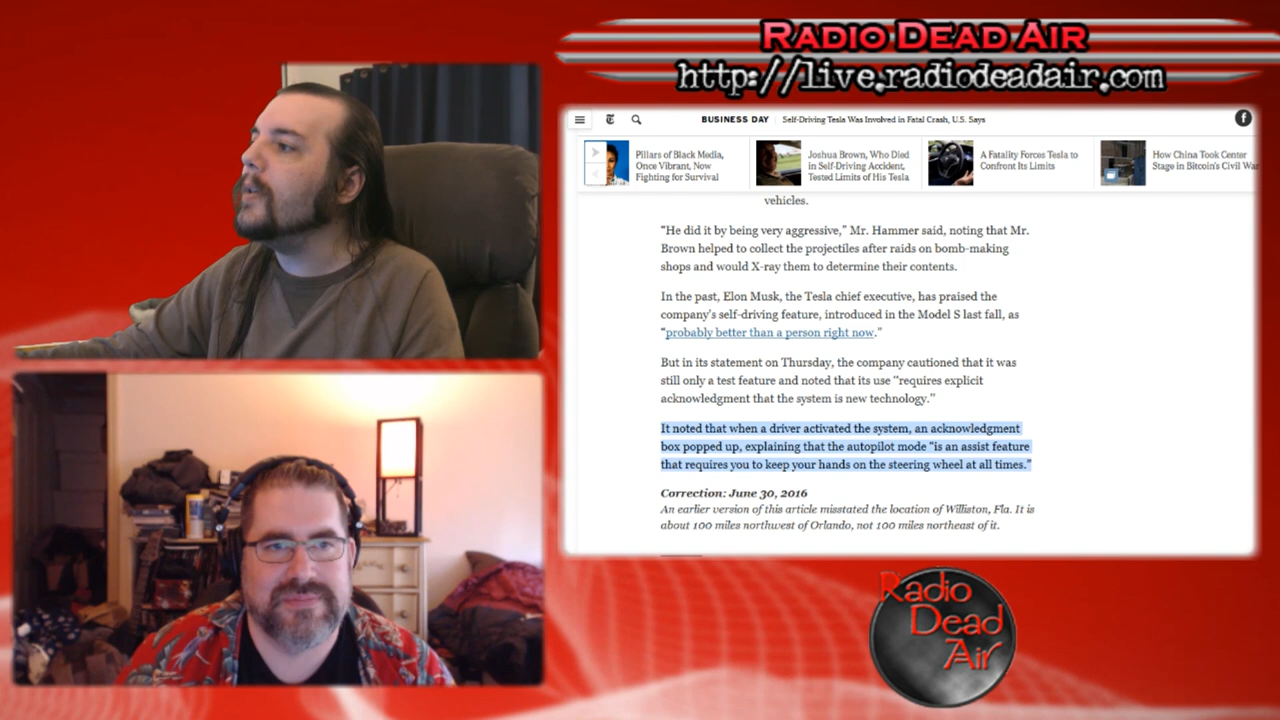 RADIO DEAD AIR
http://live.radiodeadair.com
BUSINESS DAY
Self-Driving Tesla Was Involved in Fatal Crash, U.S. Says
Pillars of Black Media,
Once Vibrant, Now
Fighting for Survival
Joshua Brown, Who Died
in Self-Driving Accident,
Tested Limits of His Tesla
A Fatality Forces Tesla to
Confront Its Limits
How China Took Center
Stage in Bitcoin's Civil War
vehicles.
“He did it by being very aggressive,” Mr. Hammer said, noting that Mr.
Brown helped to collect the projectiles after raids on bomb-making
shops and would X-ray them to determine their contents.
In the past, Elon Musk, the Tesla chief executive, has praised the
company's self-driving feature, introduced in the Model S last fall, as
“probably better than a person right now.”
But in its statement on Thursday, the company cautioned that it was
still only a test feature and noted that its use “requires explicit
acknowledgment that the system is new technology.”
It noted that when a driver activated the system, an acknowledgment
box popped up, explaining that the autopilot mode “is an assist feature
that requires you to keep your hands on the steering wheel at all times.”
Correction: June 30, 2016
An earlier version of this article misstated the location of Williston, Fla. It is
about 100 miles northwest of Orlando, not 100 miles northeast of it.
Radio
Dead
Air